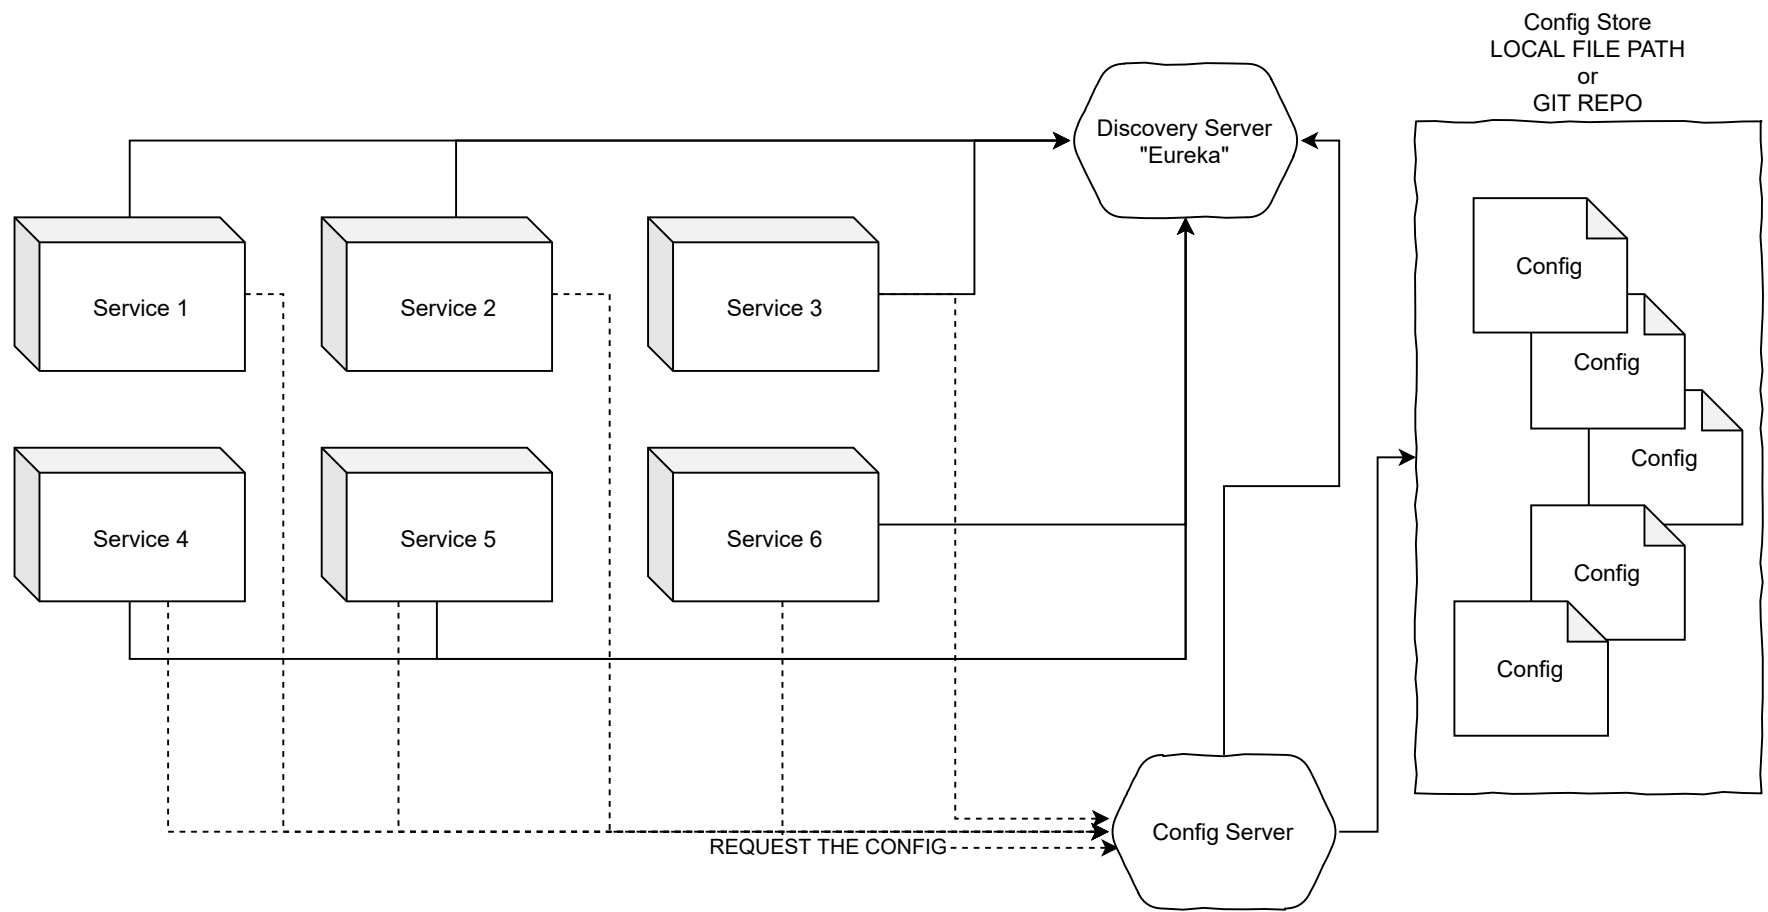 Config Store
LOCAL FILE PATH
or
GIT REPO
Discovery Server
"Eureka"
Service 1
Service 2
Service 3
Config
Config
Config
Service 4
Service 5
Service 6
Config
Config
Config Server
REQUEST THE CONFIG